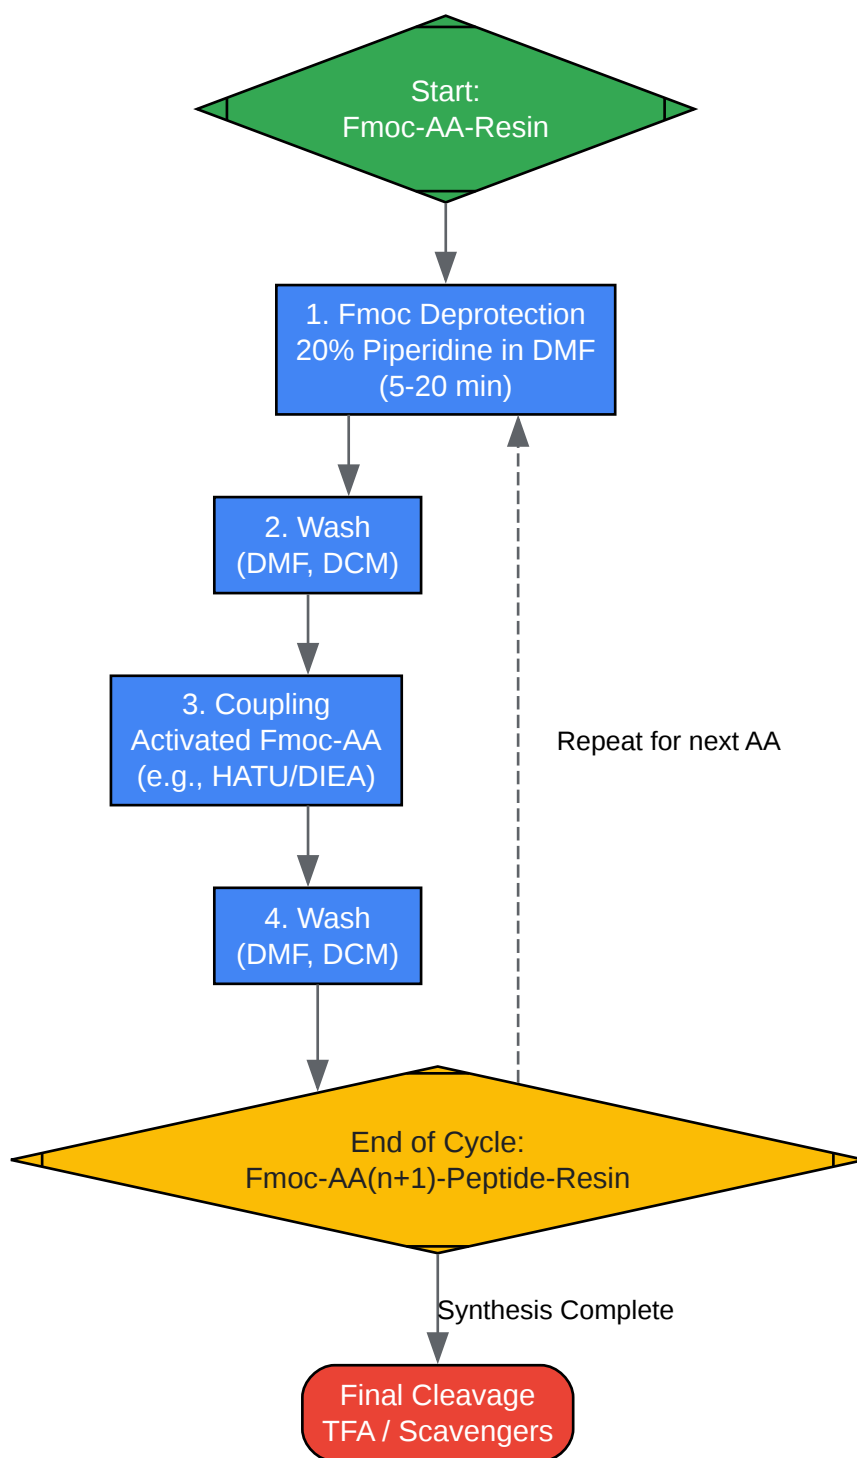 Start:
Fmoc-AA-Resin
1. Fmoc Deprotection
20% Piperidine in DMF
(5-20 min)
2. Wash
(DMF, DCM)
3. Coupling
Activated Fmoc-AA
(e.g., HATU/DIEA)
Repeat for next AA
4. Wash
(DMF, DCM)
End of Cycle:
Fmoc-AA(n+1)-Peptide-Resin
Synthesis Complete
Final Cleavage
TFA / Scavengers